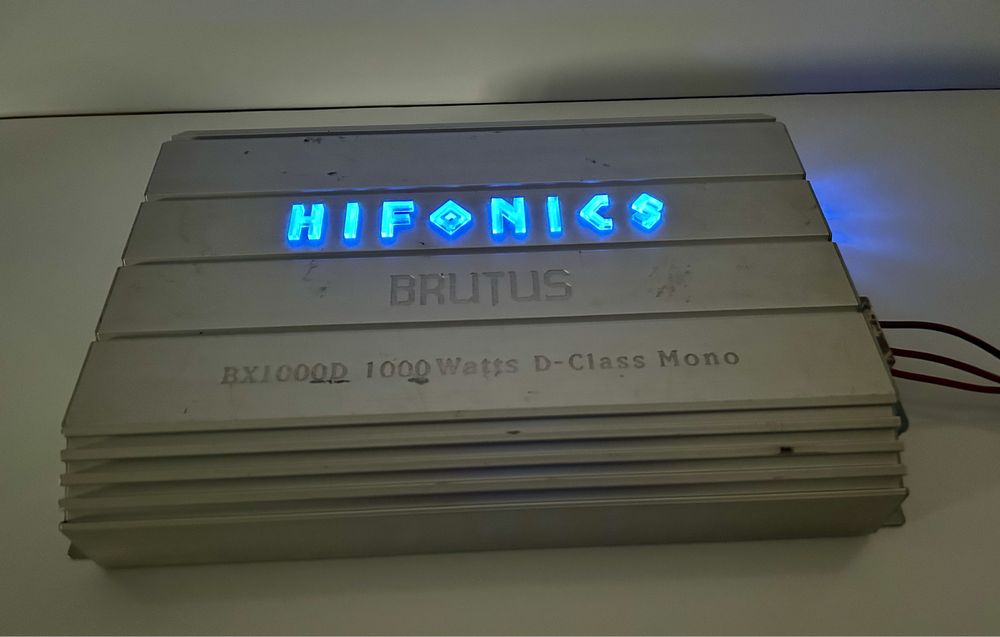 HIFONICS
BRUTUS
BX1000D 1000 Watts D-Class Mono